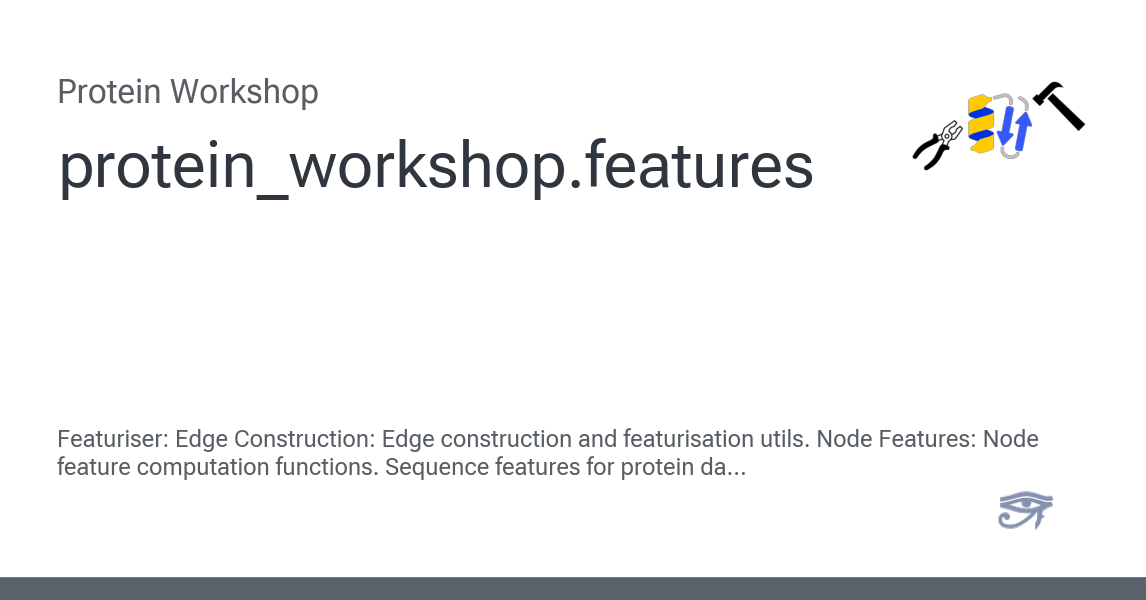 Protein Workshop
protein_workshop.features
Featuriser: Edge Construction: Edge construction and featurisation utils. Node Features: Node
feature computation functions. Sequence features for protein da...